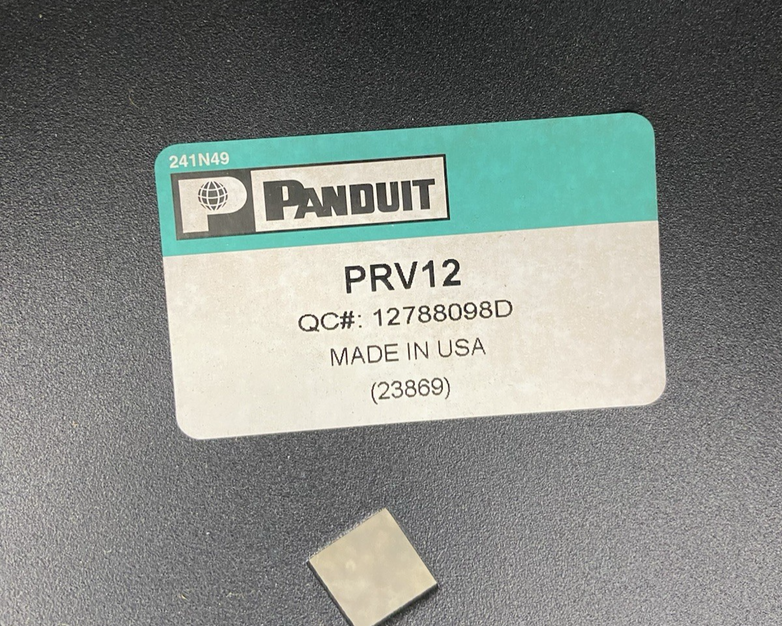 241N49
P PANDUIT
PRV12
QC#: 12788098D
MADE IN USA
(23869)